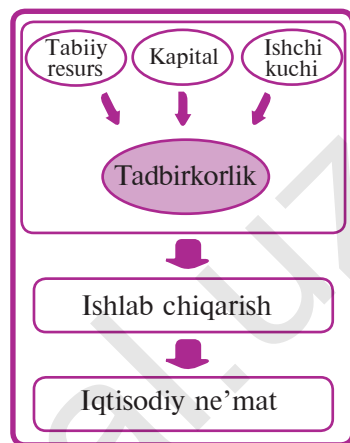 Tabiiy
resurs
Kapital
Ishchi
kuchi
Tadbirkorlik
Ishlab chiqarish
Iqtisodiy ne’mat